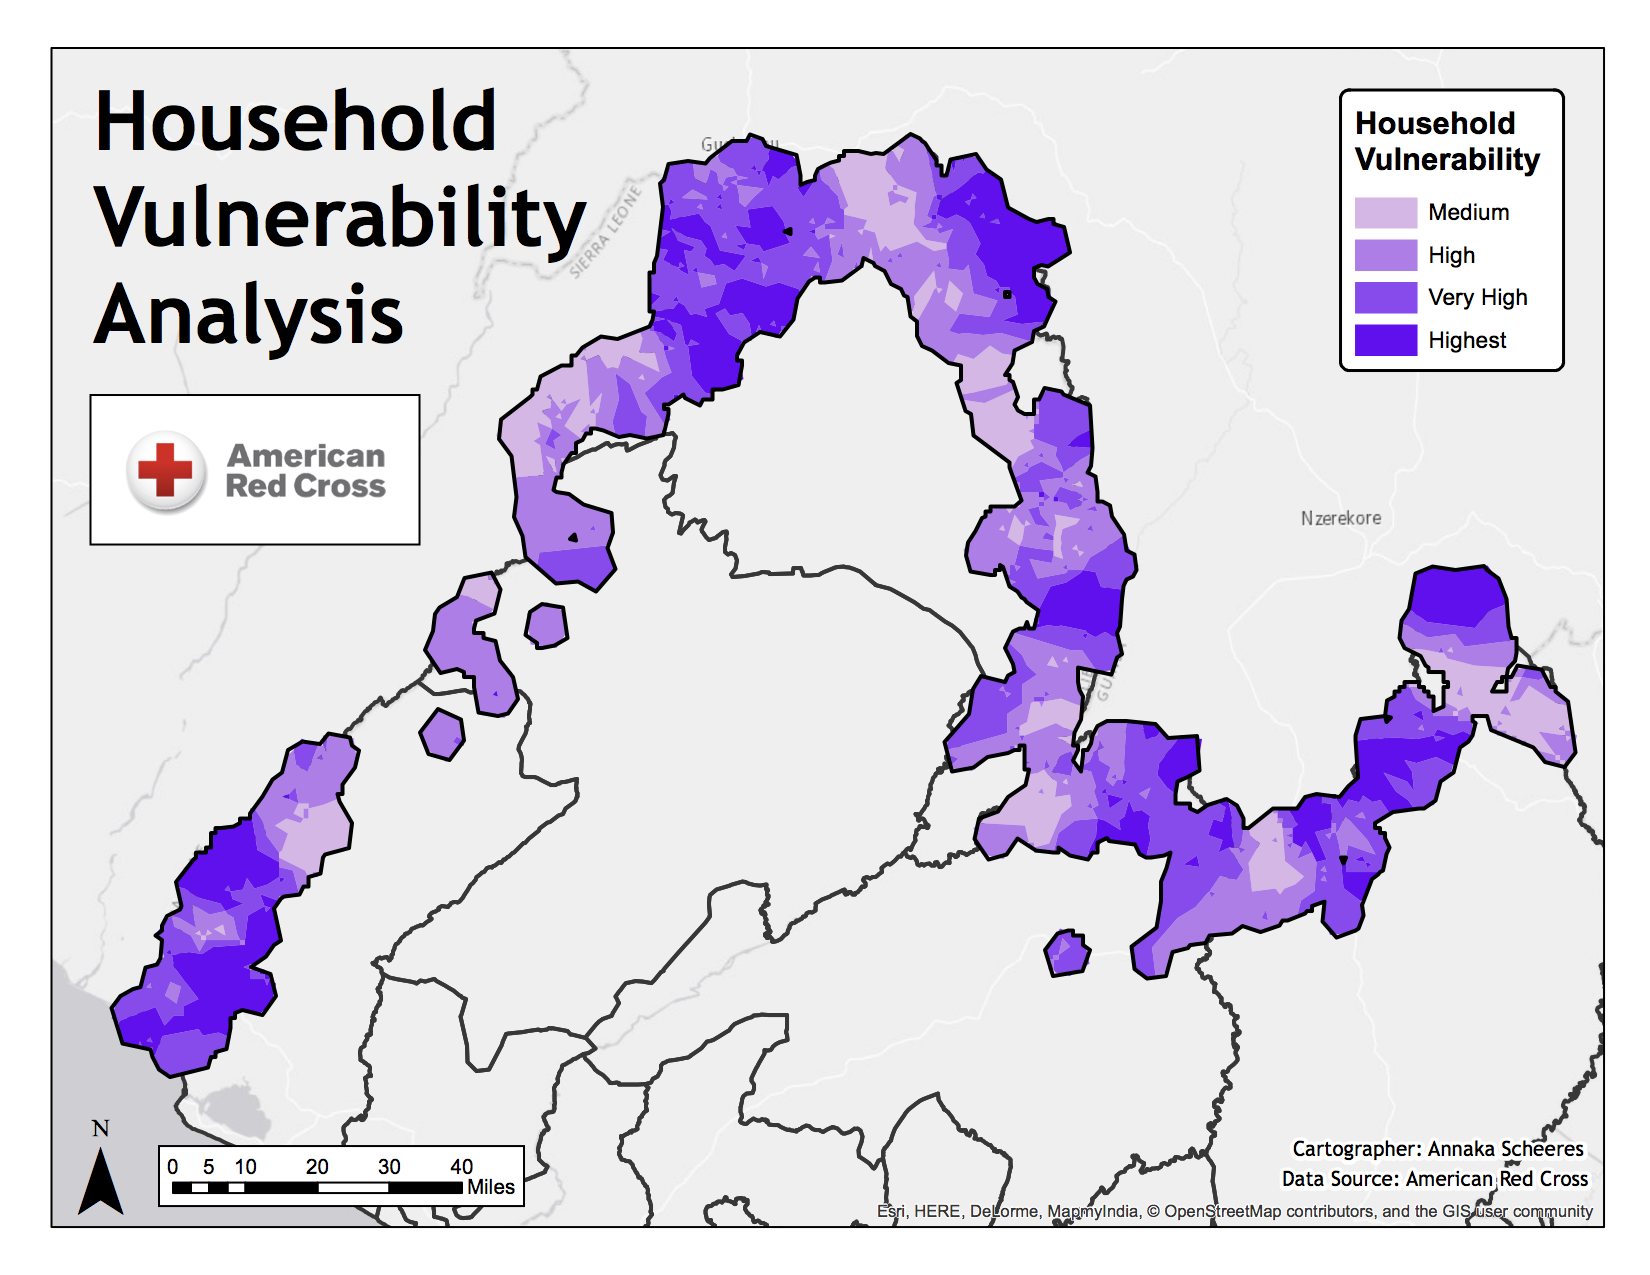 Household
Vulnerability
Analysis
American
Red Cross
SIERRA LEONE
Household
Vulnerability
Medium
High
Very High
Highest
Nzerekore
N
0 5 10 20 30 40
Miles
Cartographer: Annaka Scheeres
Data Source: American Red Cross
Esri, HERE, DeLorme, MapmyIndia, © OpenStreetMap contributors, and the GIS user community